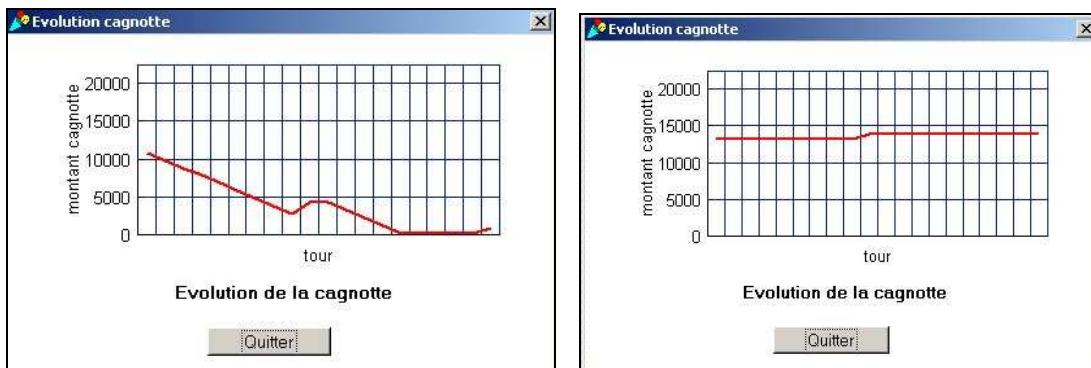 Evolution cagnotte
montant cagnotte
20000
15000
10000
5000
0
tour
Evolution de la cagnotte
Quitter
Evolution cagnotte
montant cagnotte
20000
15000
10000
5000
0
tour
Evolution de la cagnotte
Quitter